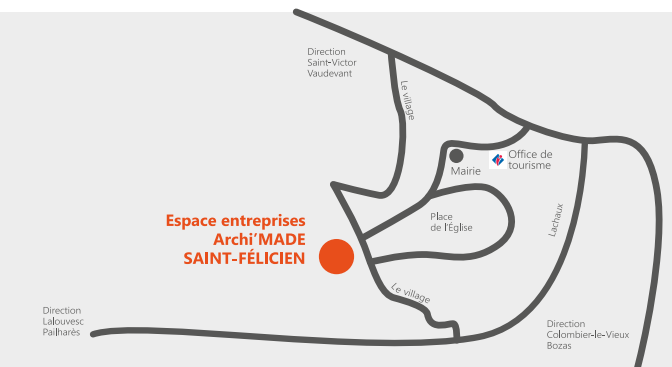 Direction
Saint-Victor
Vaudevant
Le village
Office de
tourisme
Mairie
Place
de l'Église
Lachaux
Espace entreprises
Archi'MADE
SAINT-FÉLICIEN
Le village
Direction
Lalouvesc
Pailharès
Direction
Colombier-le-Vieux
Bozas